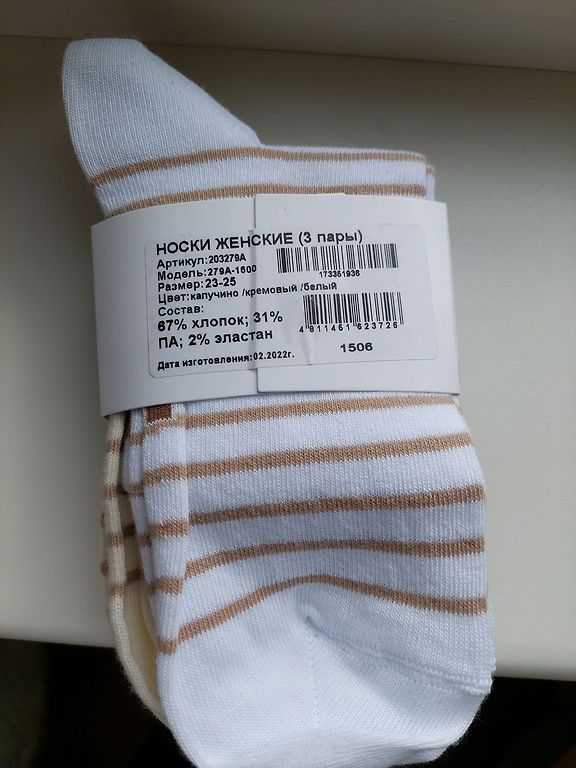 НОСКИ ЖЕНСКИЕ (3 пары)
Артикул:203279А
Модель:279А-1600
Размер:23-25
Цвет:капучино /кремовый /белый
Состав:
67% хлопок; 31%
ПА; 2% эластан
Дата изготовления:02.2022г.
173351936
4 811461 623726
1506